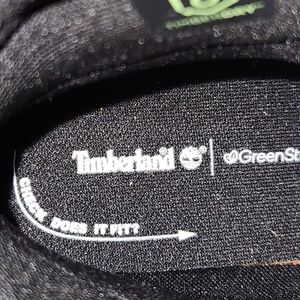 Timberland ® | GreenSt
CHECK DOES IT FIT?